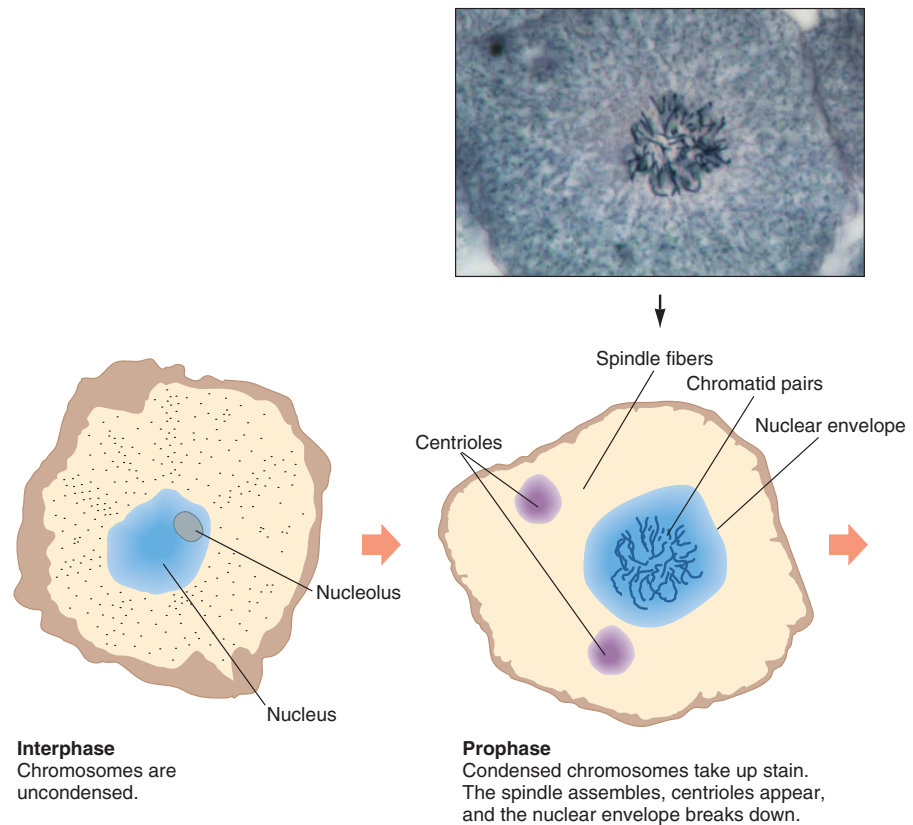 Spindle fibers
Chromatid pairs
Nuclear envelope
Centrioles
Nucleolus
Nucleus
Interphase
Chromosomes are
uncondensed.
Prophase
Condensed chromosomes take up stain.
The spindle assembles, centrioles appear,
and the nuclear envelope breaks down.